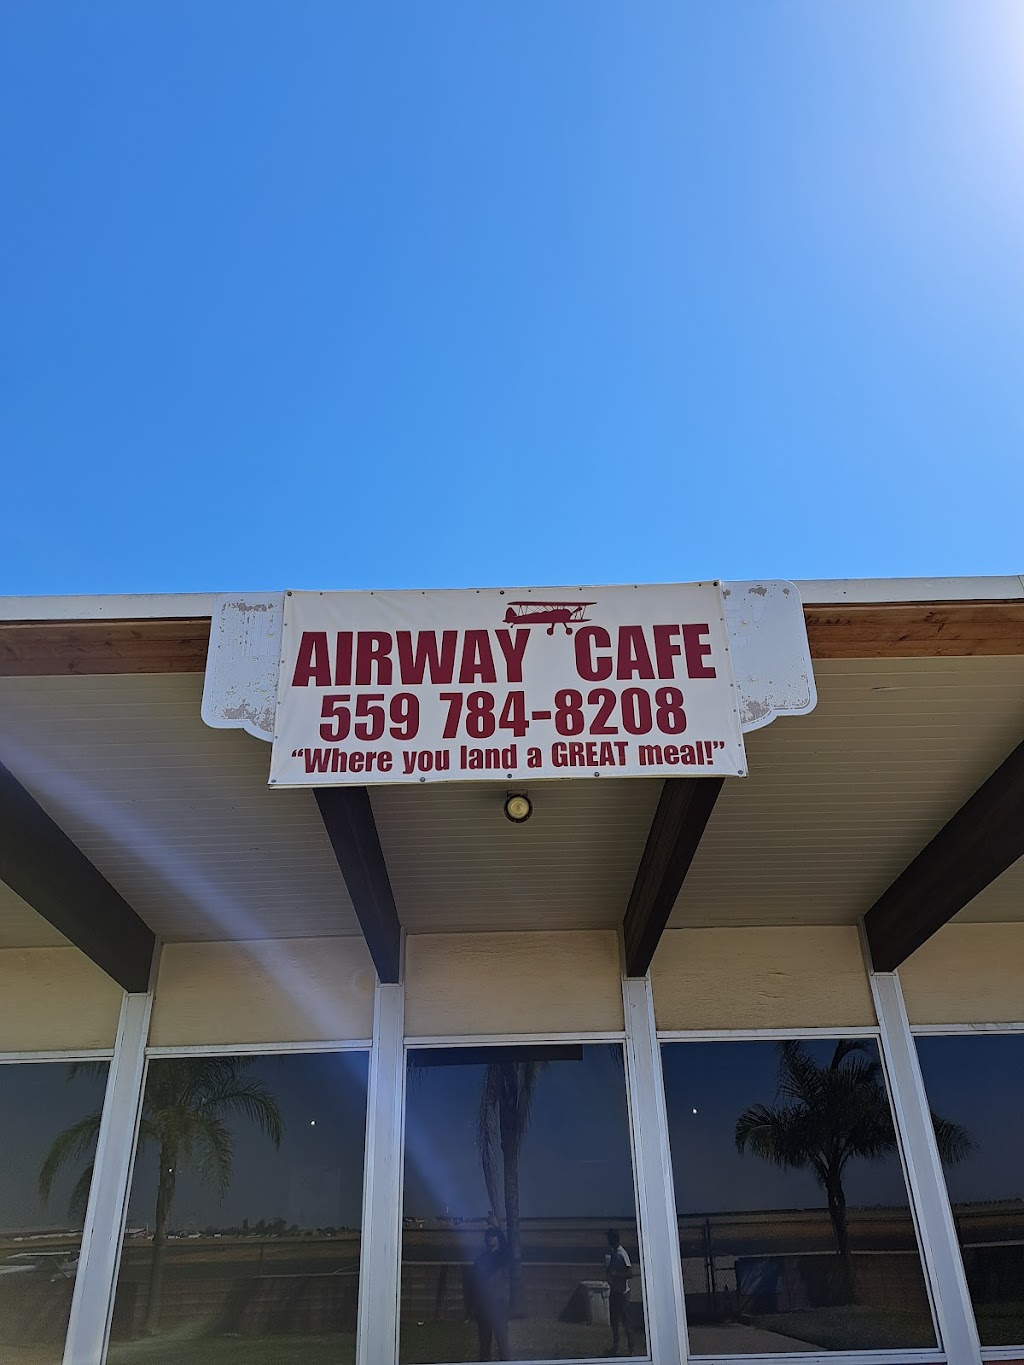 AIRWAY CAFE
559 784-8208
“Where you land a GREAT meal!”